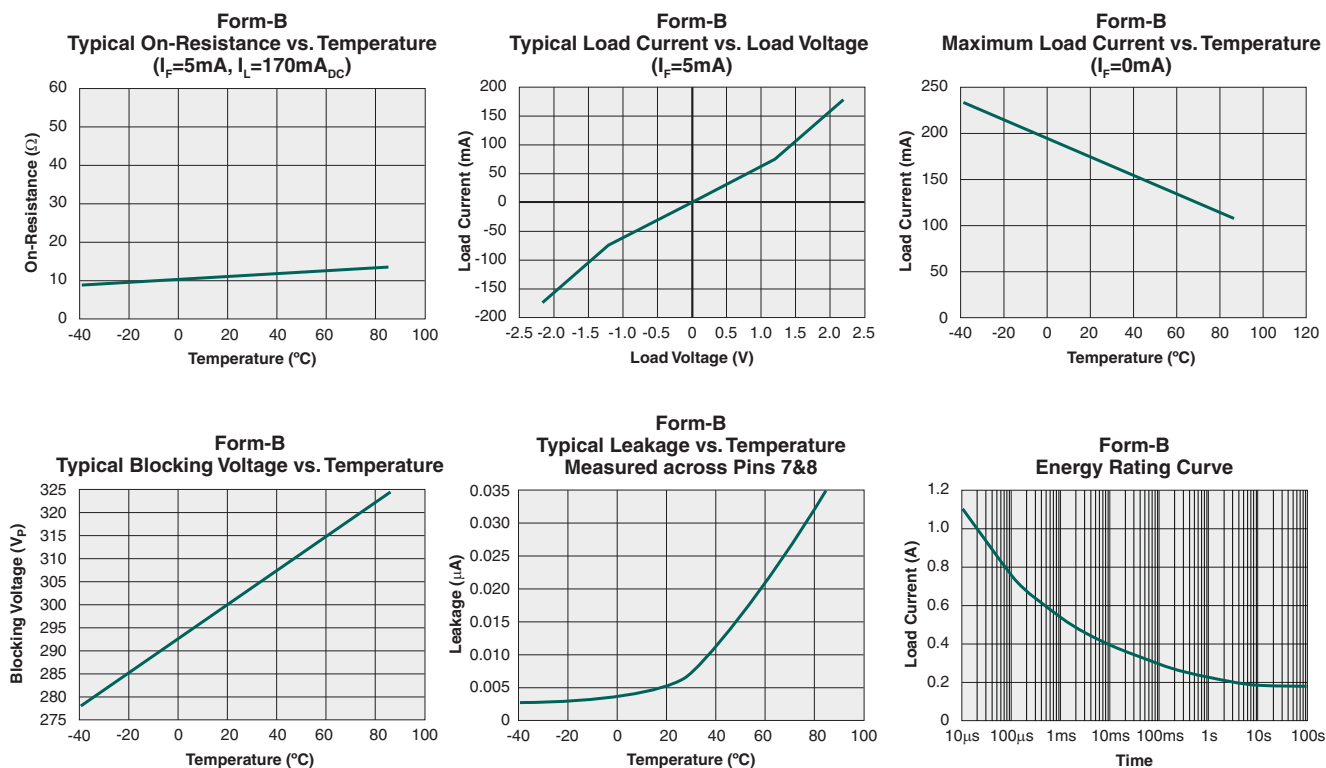 Form-B
Typical On-Resistance vs. Temperature
(IF=5mA, IL=170mADC)
60
50
40
30
20
10
0
On-Resistance (Ω)
-40 -20 0 20 40 60 80 100
Temperature (ºC)
Form-B
Typical Load Current vs. Load Voltage
(IF=5mA)
200
150
100
50
0
-50
-100
-150
-200
Load Current (mA)
-2.5 -2.0 -1.5 -1.0 -0.5 0 0.5 1.0 1.5 2.0 2.5
Load Voltage (V)
Form-B
Maximum Load Current vs. Temperature
(IF=0mA)
250
200
150
100
50
0
Load Current (mA)
-40 -20 0 20 40 60 80 100 120
Temperature (ºC)
Form-B
Typical Blocking Voltage vs. Temperature
325
320
315
310
305
300
295
290
285
280
275
Blocking Voltage (VP)
-40 -20 0 20 40 60 80 100
Temperature (ºC)
Form-B
Typical Leakage vs. Temperature
Measured across Pins 7&8
0.035
0.030
0.025
0.020
0.015
0.010
0.005
0
Leakage (μA)
-40 -20 0 20 40 60 80 100
Temperature (ºC)
Form-B
Energy Rating Curve
1.2
1.0
0.8
0.6
0.4
0.2
0
Load Current (A)
10μs 100μs 1ms 10ms 100ms 1s 10s 100s
Time